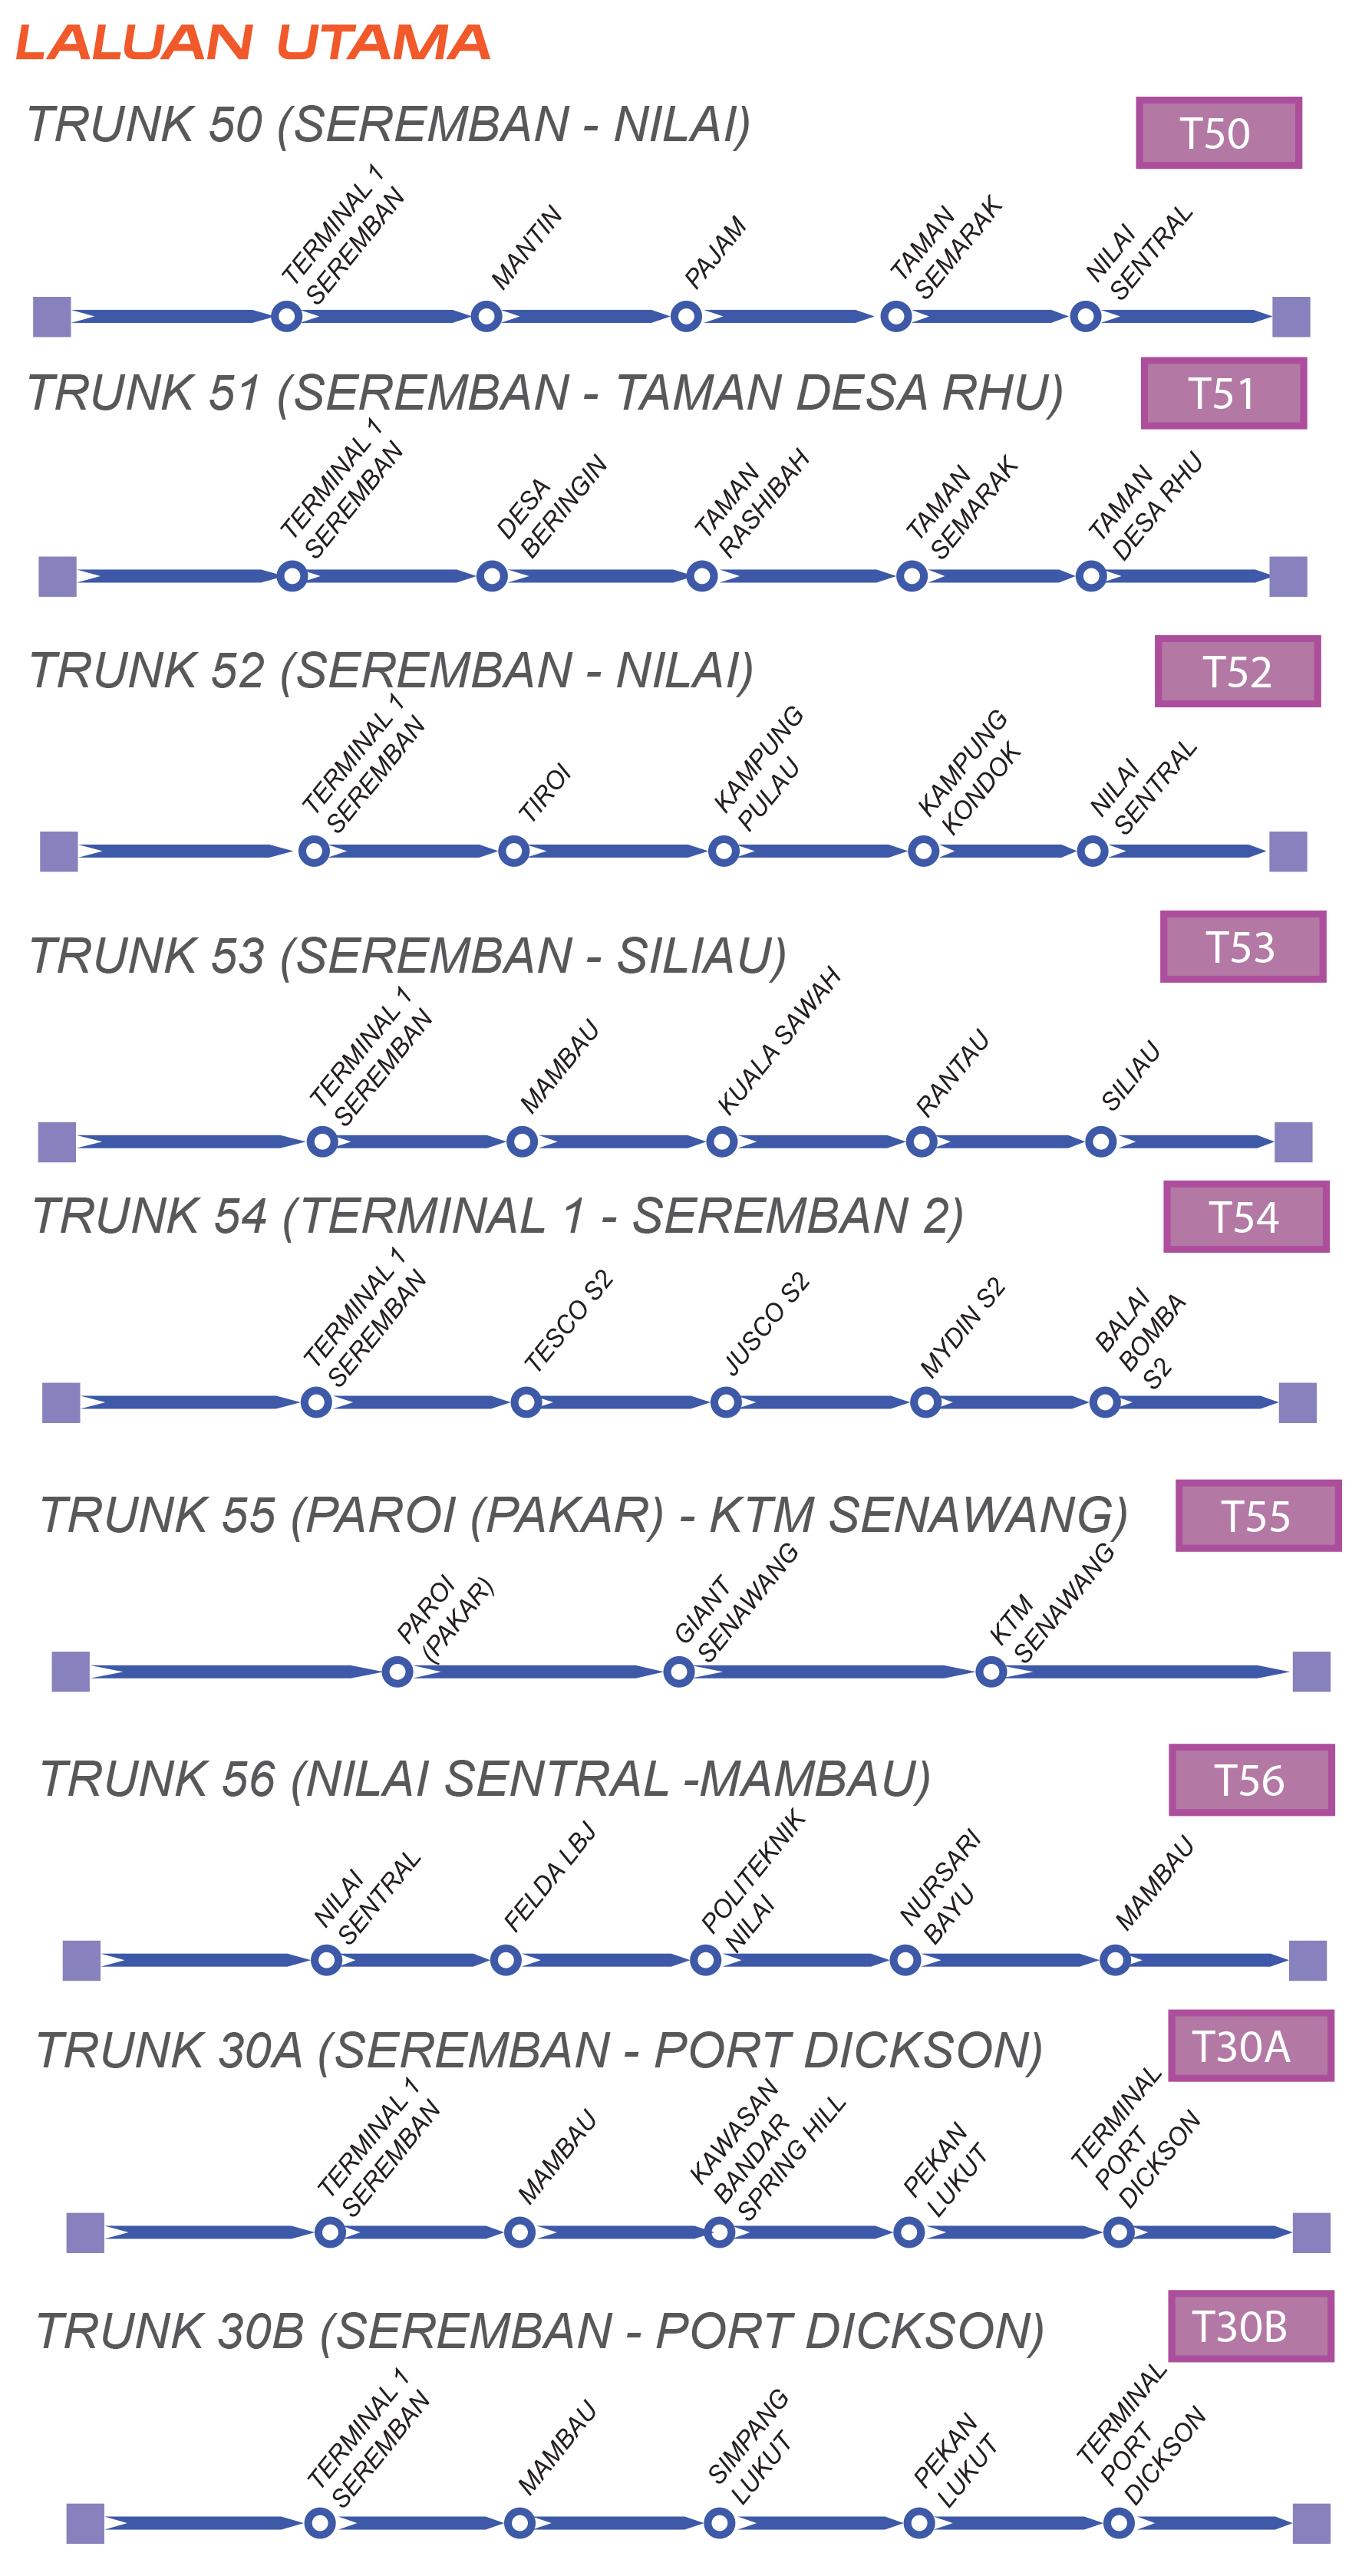 LALUAN UTAMA
TRUNK 50 (SEREMBAN - NILAI)
T50
TERMINAL 1
SEREMBAN
MANTIN
PAJAM
TAMAN
SEMARAK
NILAI
SENTRAL
TRUNK 51 (SEREMBAN - TAMAN DESA RHU)
T51
TERMINAL 1
SEREMBAN
DESA
BERINGIN
TAMAN
RASHIBAH
TAMAN
SEMARAK
TAMAN
DESA RHU
TRUNK 52 (SEREMBAN - NILAI)
T52
TERMINAL 1
SEREMBAN
TIROI
KAMPUNG
PULAU
KAMPUNG
KONDOK
NILAI
SENTRAL
TRUNK 53 (SEREMBAN - SILIAU)
T53
TERMINAL 1
SEREMBAN
MAMBAU
KUALA SAWAH
RANTAU
SILIAU
TRUNK 54 (TERMINAL 1 - SEREMBAN 2)
T54
TERMINAL 1
SEREMBAN
TESCO S2
JUSCO S2
MYDIN S2
BALAI
BOMBA
S2
TRUNK 55 (PAROI (PAKAR) - KTM SENAWANG)
T55
PAROI
(PAKAR)
GIANT
SENAWANG
KTM
SENAWANG
TRUNK 56 (NILAI SENTRAL -MAMBAU)
T56
NILAI
SENTRAL
FELDA LBJ
POLITEKNIK
NILAI
NURSARI
BAYU
MAMBAU
TRUNK 30A (SEREMBAN - PORT DICKSON)
T30A
TERMINAL 1
SEREMBAN
MAMBAU
KAWASAN
BANDAR
SPRING HILL
PEKAN
LUKUT
TERMINAL
PORT
DICKSON
TRUNK 30B (SEREMBAN - PORT DICKSON)
T30B
TERMINAL 1
SEREMBAN
MAMBAU
SIMPANG
LUKUT
PEKAN
LUKUT
TERMINAL
PORT
DICKSON